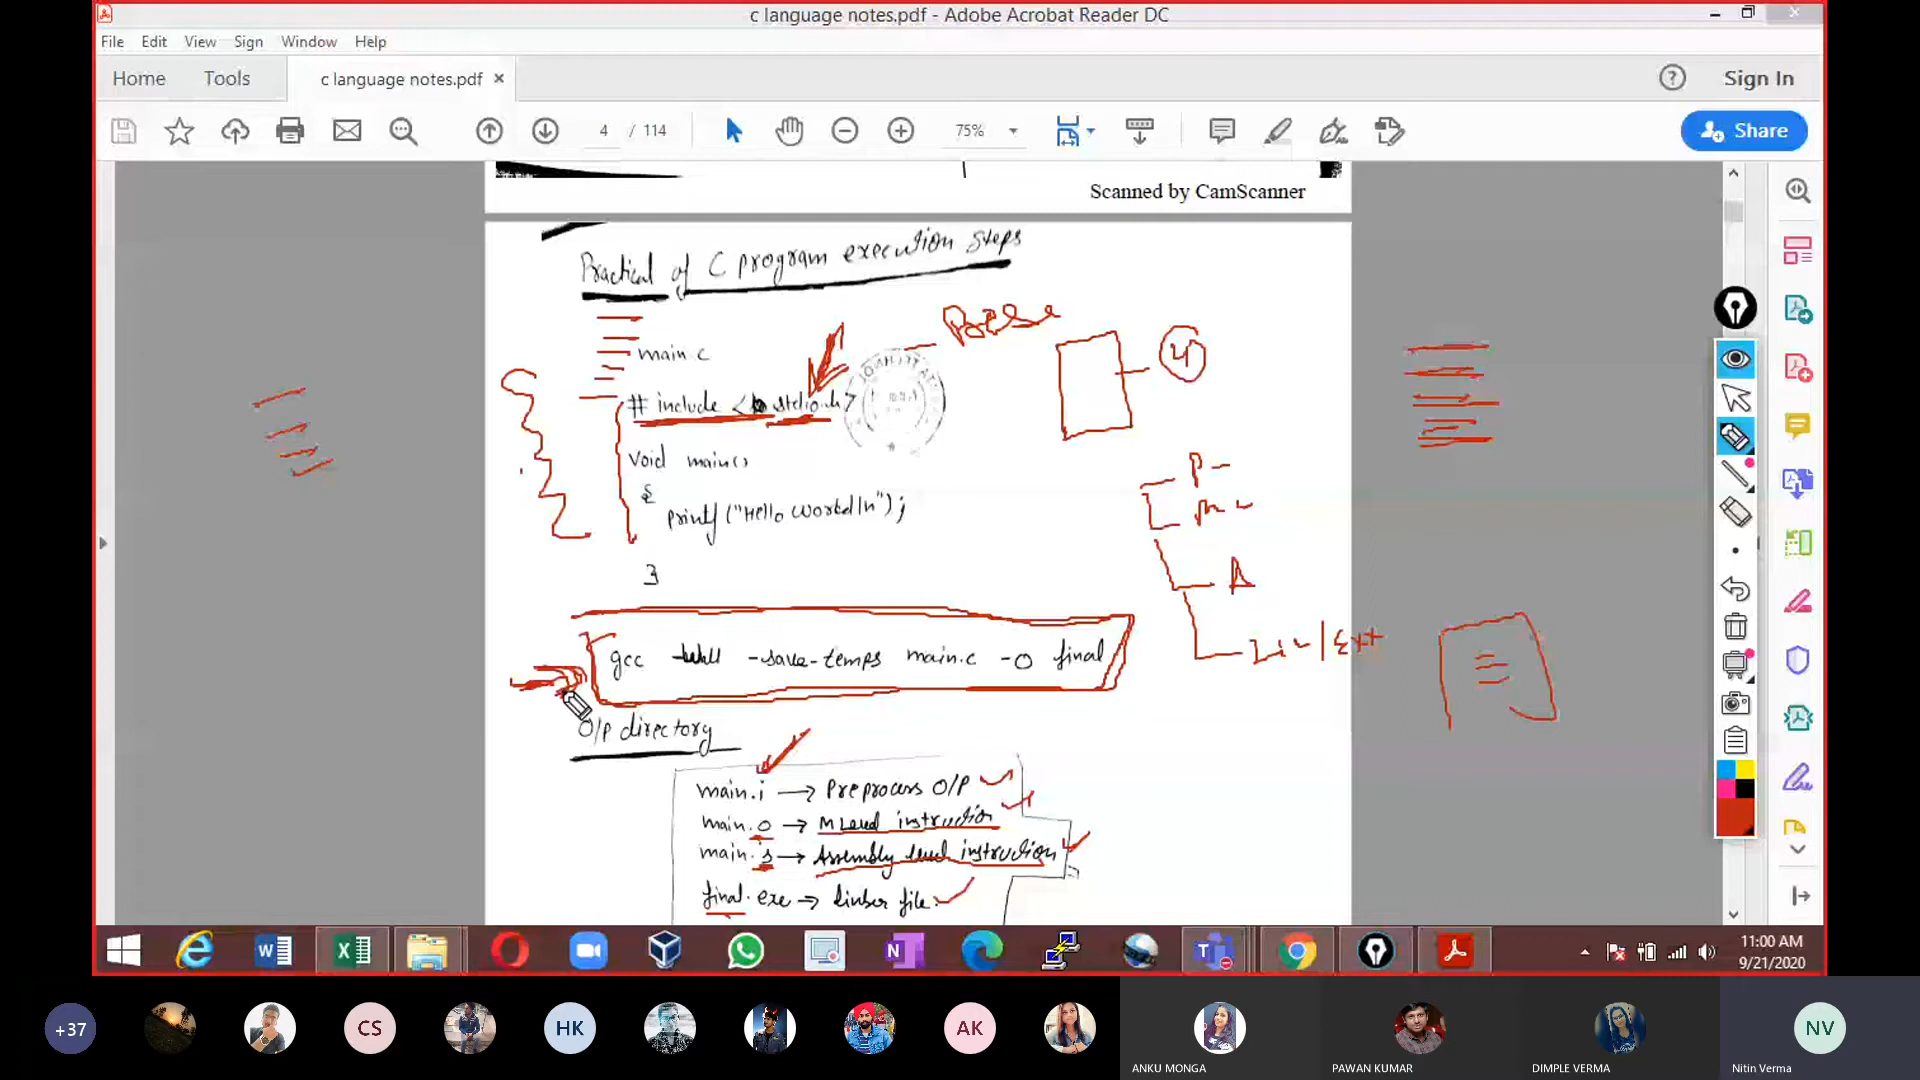 c language notes.pdf - Adobe Acrobat Reader DC
File Edit View Sign Window Help
Home Tools c language notes.pdf × Sign In
4 / 114 75% Share
Scanned by CamScanner
Practical of C program execution steps
main.c
# include < stdio.h>
4
void main()
{
printf ("Hello World\n");
}
P
A
gcc -save-temps main.c -o final
O/P directory
main.i → Preprocess O/P
main.o → M Level instruction
main.s → Assembly level instruction
final.exe → Linker file.
11:00 AM
9/21/2020
+37 CS HK AK NV
ANKU MONGA PAWAN KUMAR DIMPLE VERMA Nitin Verma